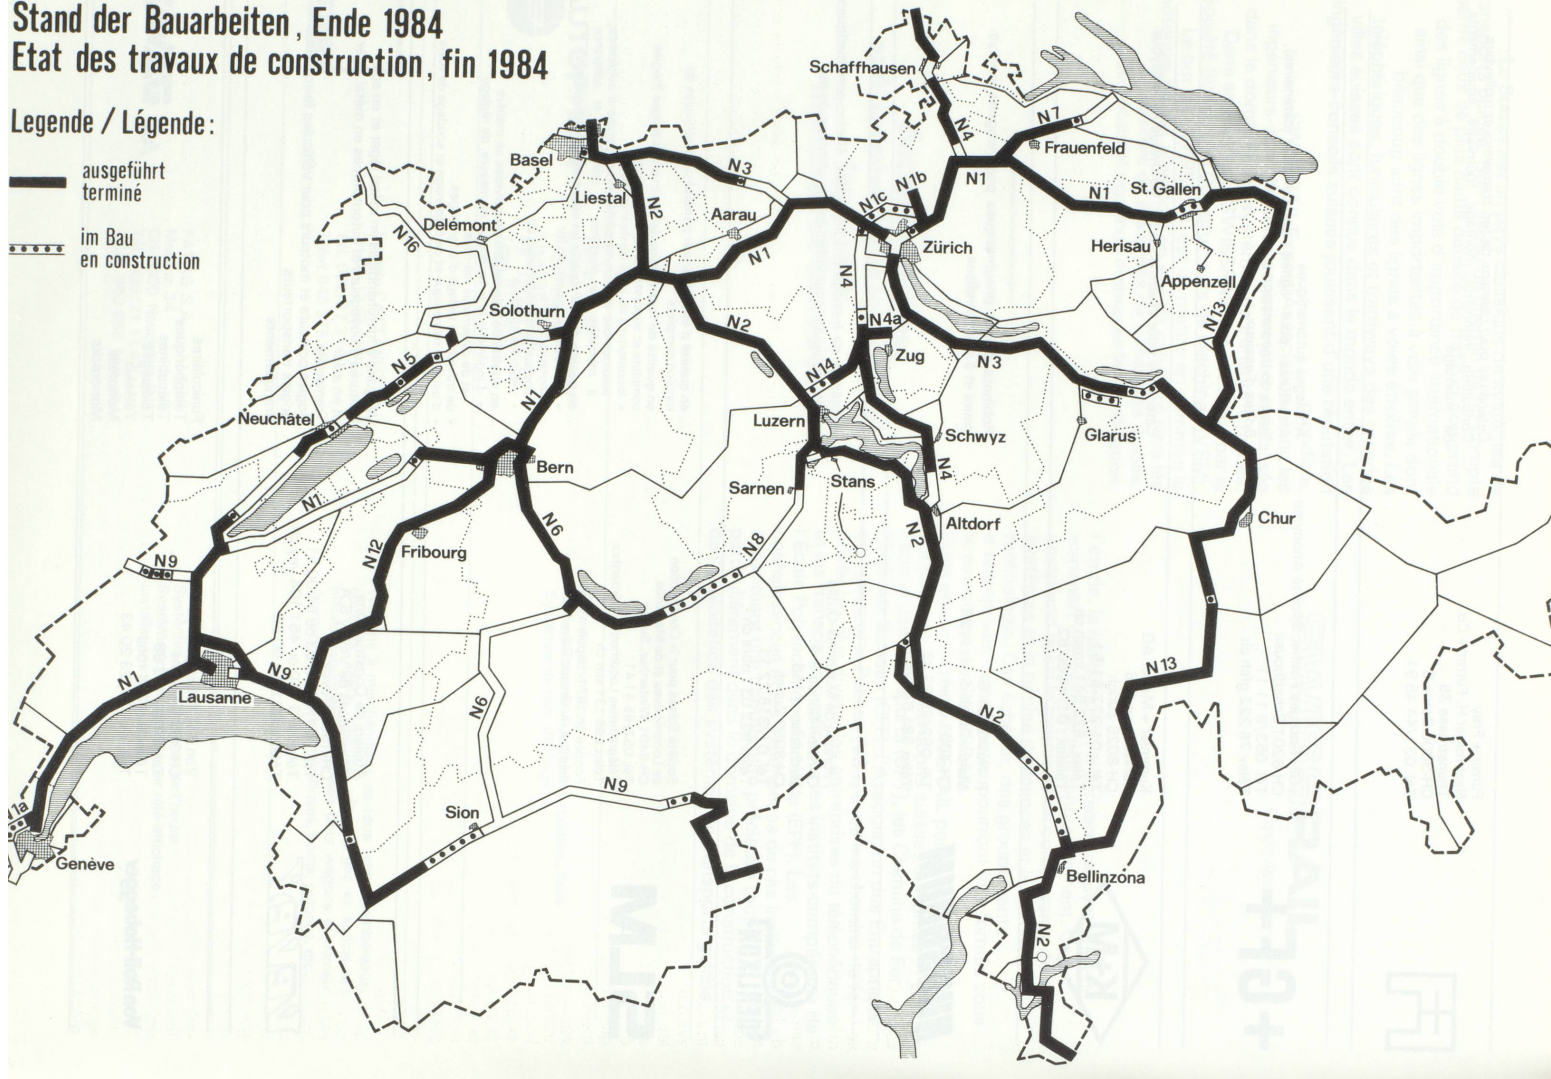 Stand der Bauarbeiten, Ende 1984
Etat des travaux de construction, fin 1984
Legende / Légende:
ausgeführt
terminé
im Bau
en construction
Schaffhausen
N4
N7
Frauenfeld
Basel
N3
N1
N1b
N1c
St.Gallen
N1
Liestal
N2
Aarau
Delémont
N16
N1
Zürich
Herisau
Appenzell
N4
N13
Solothurn
N2
N4a
Zug
N3
N5
N14
N1
Neuchâtel
Luzern
Schwyz
Glarus
Bern
N4
Stans
Sarnen
N1
N6
Altdorf
Chur
N2
N12
Fribourg
N8
N9
N13
N1
N9
Lausanne
N6
N2
N9
Sion
1a
Genève
Bellinzona
N2